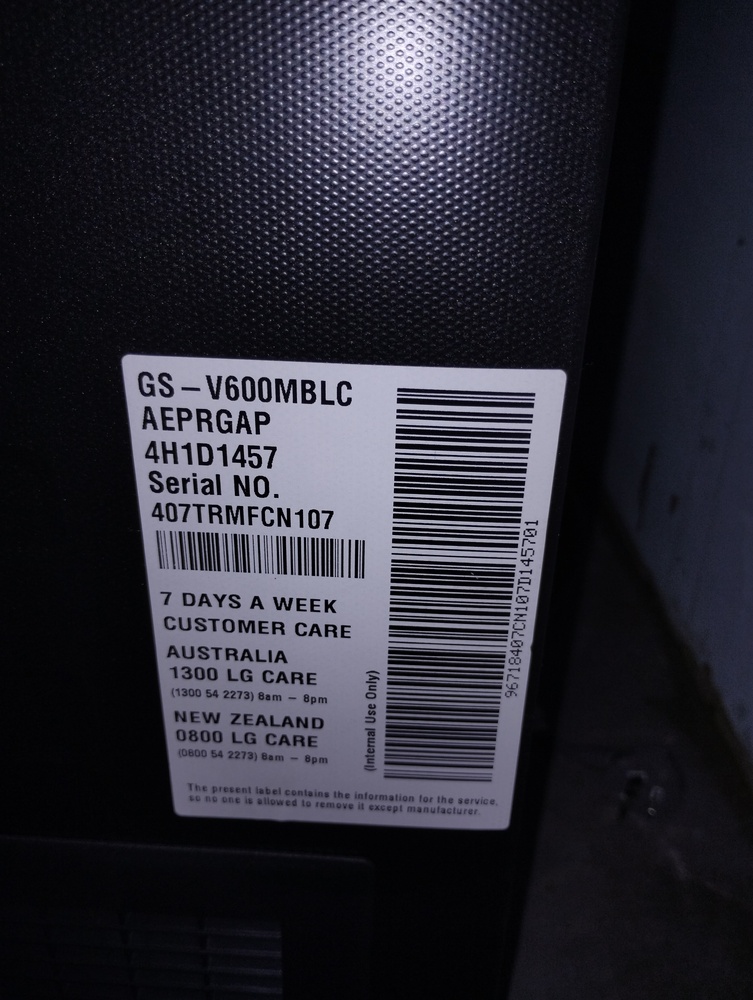 GS-V600MBLC
AEPRGAP
4H1D1457
Serial NO.
407TRMFCN107
7 DAYS A WEEK
CUSTOMER CARE
AUSTRALIA
1300 LG CARE
(1300 54 2273) 8am - 8pm
NEW ZEALAND
0800 LG CARE
(0800 54 2273) 8am - 8pm
(Internal Use Only)
96718407CN107D145701
The present label contains the information for the service,
so no one is allowed to remove it except manufacturer.